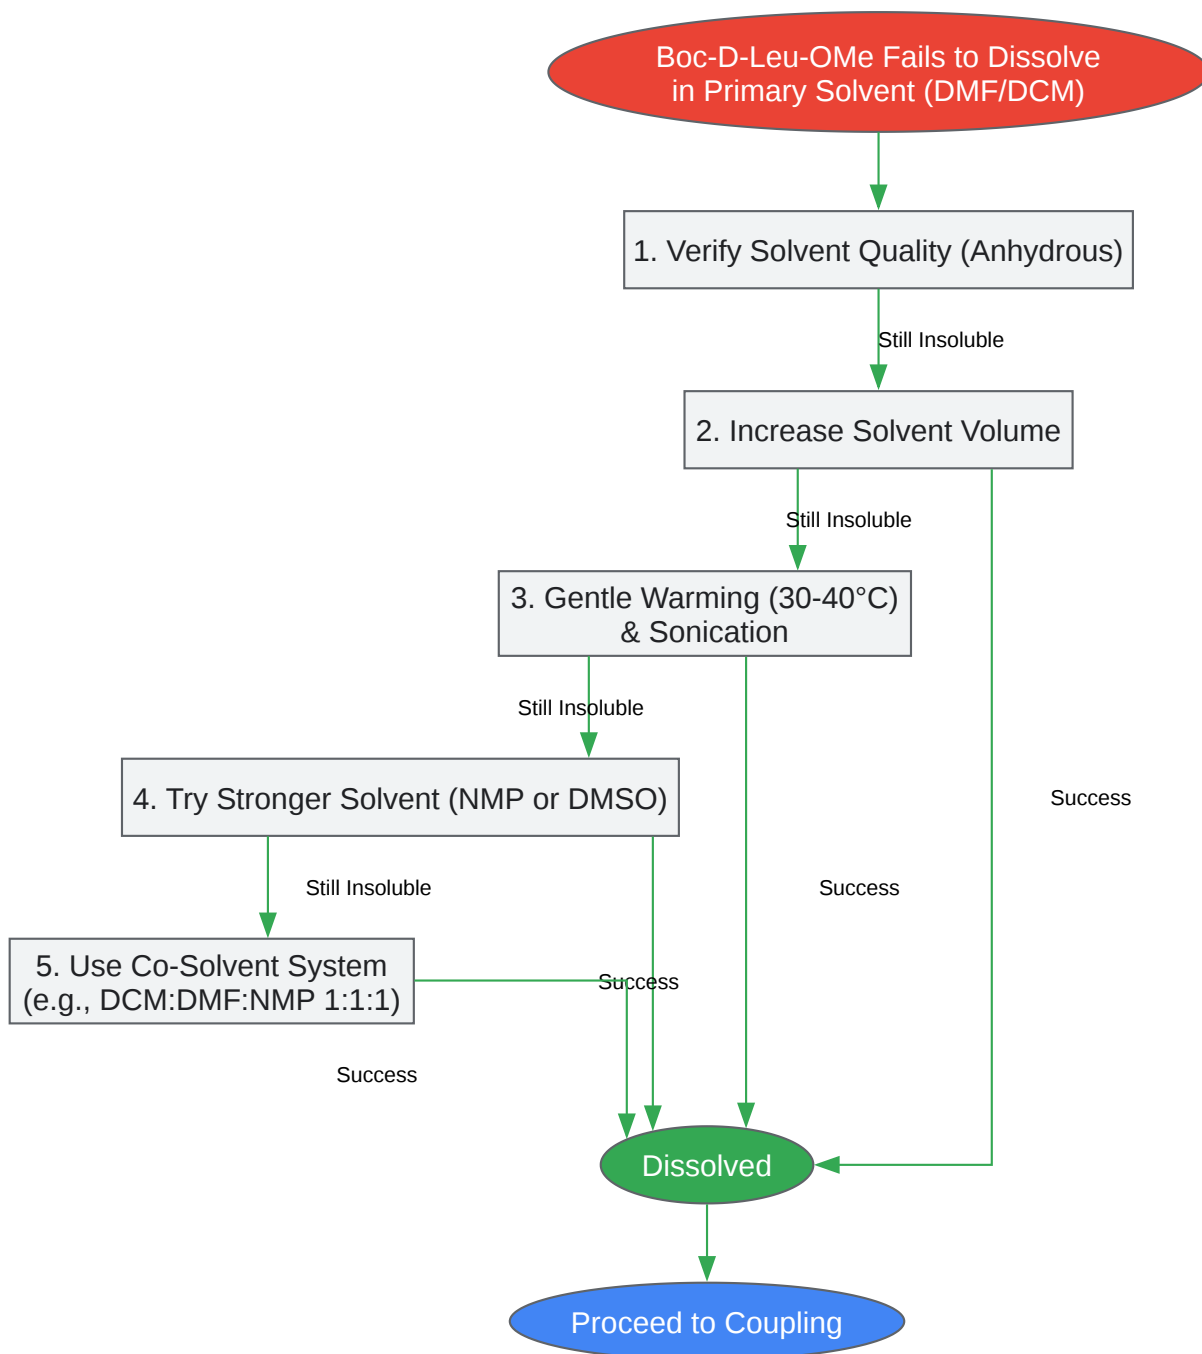 Boc-D-Leu-OMe Fails to Dissolve
in Primary Solvent (DMF/DCM)
1. Verify Solvent Quality (Anhydrous)
Still Insoluble
2. Increase Solvent Volume
Still Insoluble
3. Gentle Warming (30-40°C)
& Sonication
Still Insoluble
4. Try Stronger Solvent (NMP or DMSO)
Success
Still Insoluble
Success
5. Use Co-Solvent System
(e.g., DCM:DMF:NMP 1:1:1)
Success
Success
Dissolved
Proceed to Coupling